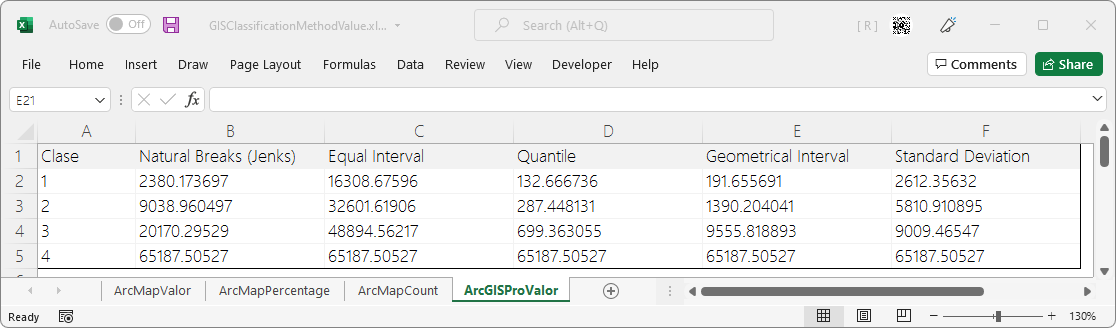 AutoSave Off GISClassificationMethodValue.xl... Search (Alt+Q) [ R ]
File Home Insert Draw Page Layout Formulas Data Review View Developer Help Comments Share
E21 fx
A B C D E F
1 Clase Natural Breaks (Jenks) Equal Interval Quantile Geometrical Interval Standard Deviation
2 1 2380.173697 16308.67596 132.666736 191.655691 2612.35632
3 2 9038.960497 32601.61906 287.448131 1390.204041 5810.910895
4 3 20170.29529 48894.56217 699.363055 9555.818893 9009.46547
5 4 65187.50527 65187.50527 65187.50527 65187.50527 65187.50527
ArcMapValor ArcMapPercentage ArcMapCount ArcGISProValor
Ready 130%